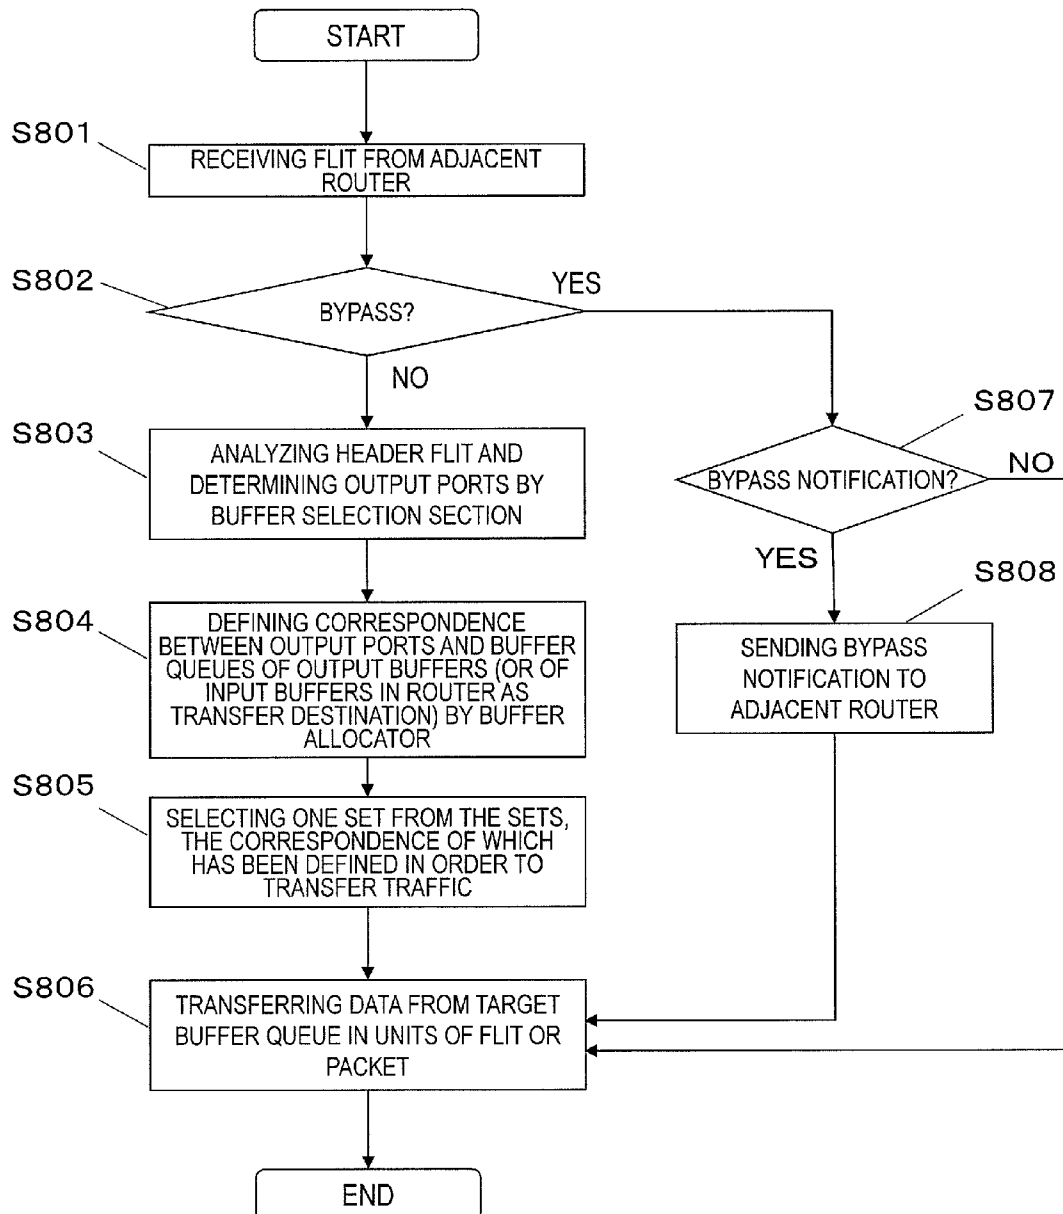 START
S801
RECEIVING FLIT FROM ADJACENT
ROUTER
S802
BYPASS?
YES
NO
S803
ANALYZING HEADER FLIT AND
DETERMINING OUTPUT PORTS BY
BUFFER SELECTION SECTION
S807
BYPASS NOTIFICATION?
NO
YES
S804
DEFINING CORRESPONDENCE
BETWEEN OUTPUT PORTS AND BUFFER
QUEUES OF OUTPUT BUFFERS (OR OF
INPUT BUFFERS IN ROUTER AS
TRANSFER DESTINATION) BY BUFFER
ALLOCATOR
S808
SENDING BYPASS
NOTIFICATION TO
ADJACENT ROUTER
S805
SELECTING ONE SET FROM THE SETS,
THE CORRESPONDENCE OF WHICH
HAS BEEN DEFINED IN ORDER TO
TRANSFER TRAFFIC
S806
TRANSFERRING DATA FROM TARGET
BUFFER QUEUE IN UNITS OF FLIT OR
PACKET
END